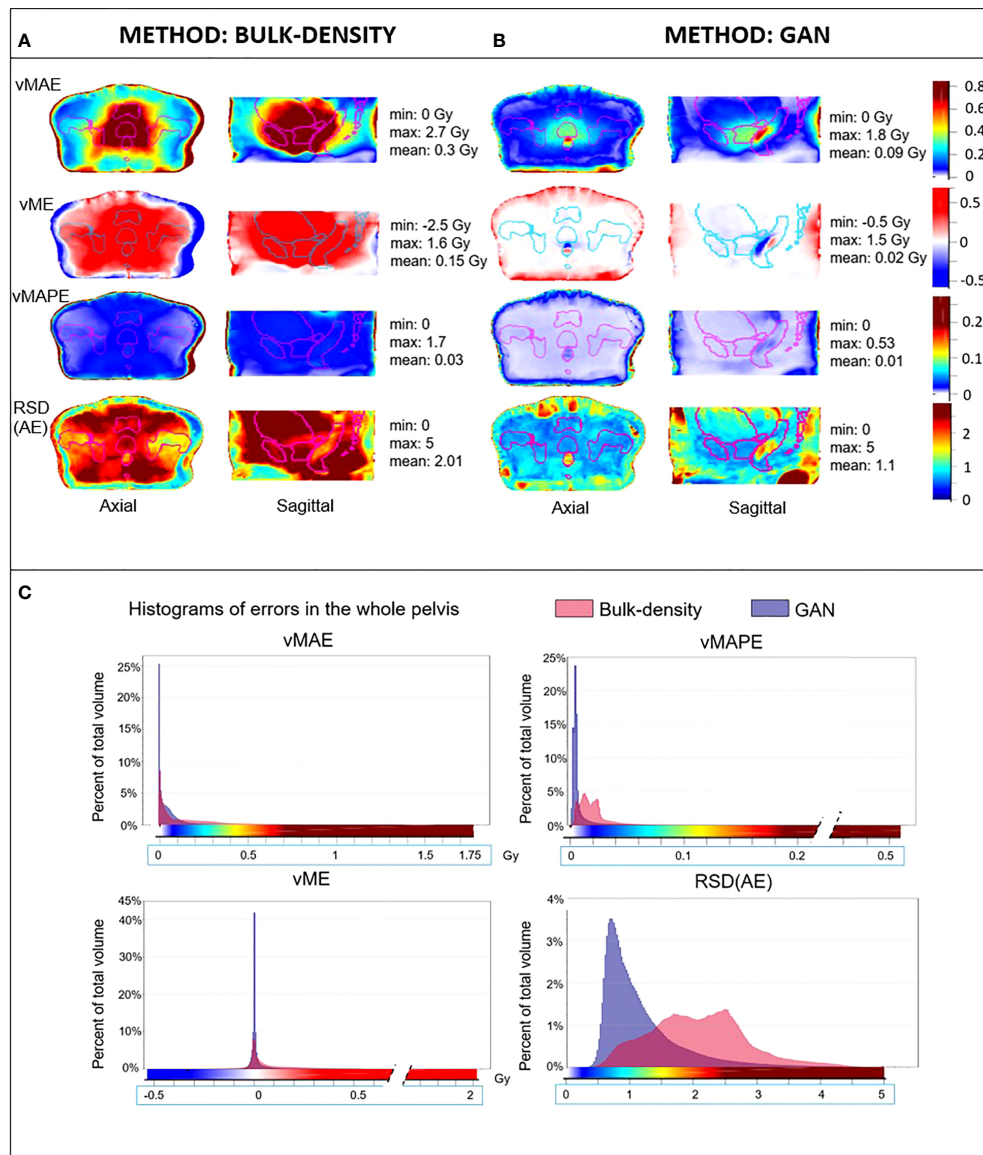 A METHOD: BULK-DENSITY
B METHOD: GAN
vMAE
min: 0 Gy
max: 2.7 Gy
mean: 0.3 Gy
min: 0 Gy
max: 1.8 Gy
mean: 0.09 Gy
0.8
0.6
0.4
0.2
0
vME
min: -2.5 Gy
max: 1.6 Gy
mean: 0.15 Gy
min: -0.5 Gy
max: 1.5 Gy
mean: 0.02 Gy
0.5
0
-0.5
vMAPE
min: 0
max: 1.7
mean: 0.03
min: 0
max: 0.53
mean: 0.01
0.2
0.1
0
RSD
(AE)
min: 0
max: 5
mean: 2.01
min: 0
max: 5
mean: 1.1
2
1
0
Axial Sagittal Axial Sagittal
C
Histograms of errors in the whole pelvis
Bulk-density GAN
vMAE
Percent of total volume
25%
20%
15%
10%
5%
0%
0 0.5 1 1.5 1.75 Gy
vMAPE
Percent of total volume
25%
20%
15%
10%
5%
0%
0 0.1 0.2 0.5
vME
Percent of total volume
45%
40%
30%
20%
10%
0%
-0.5 0 0.5 2 Gy
RSD(AE)
Percent of total volume
4%
3%
2%
1%
0%
0 1 2 3 4 5